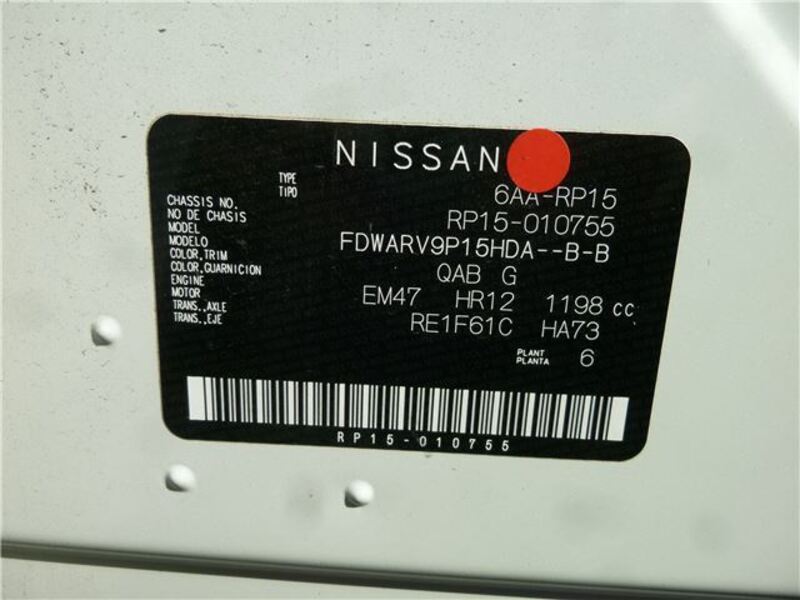 NISSAN
TYPE
TIPO
6AA-RP15
CHASSIS NO.
NO DE CHASIS
RP15-010755
MODEL
MODELO
FDWARV9P15HDA--B-B
COLOR,TRIM
COLOR,GUARNICION
QAB G
ENGINE
MOTOR
EM47 HR12 1198 cc
TRANS.,AXLE
TRANS.,EJE
RE1F61C HA73
PLANT
PLANTA
6
RP15-010755